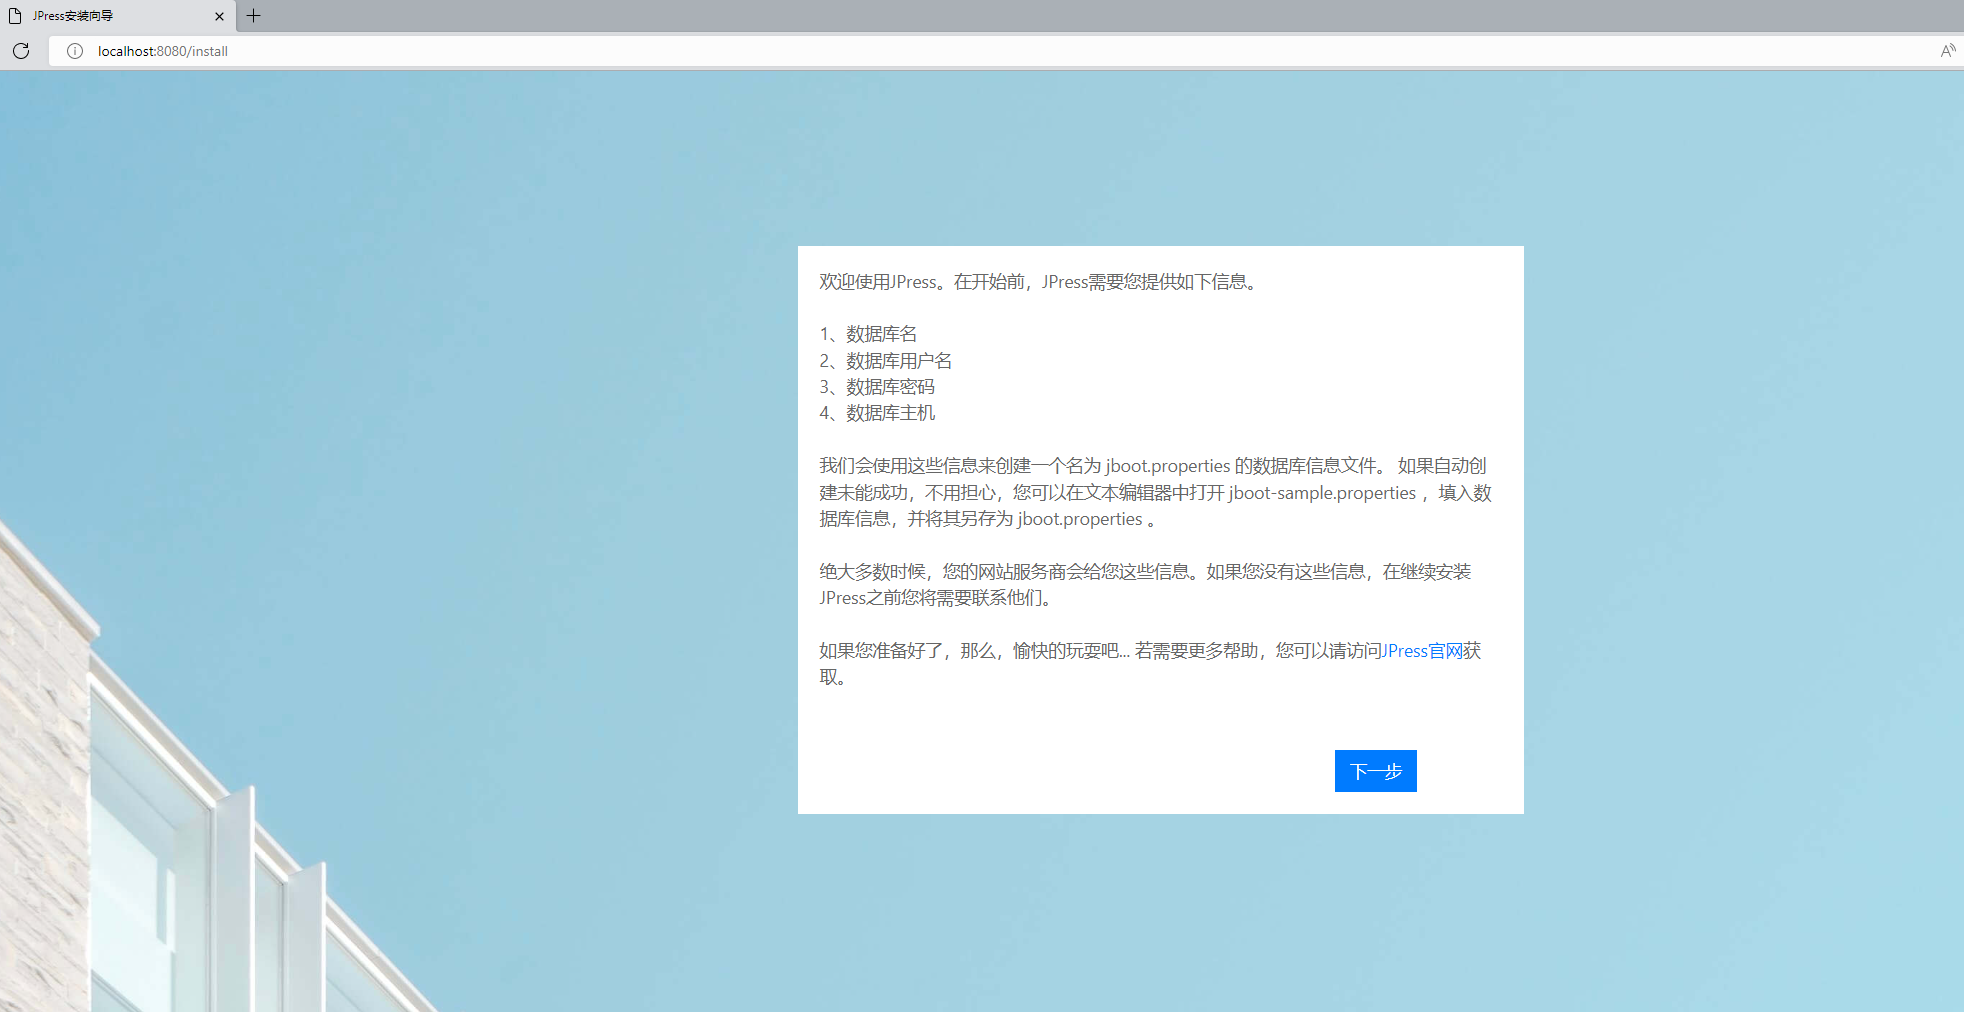 JPress安装向导
localhost:8080/install
欢迎使用JPress。在开始前，JPress需要您提供如下信息。
1、数据库名
2、数据库用户名
3、数据库密码
4、数据库主机
我们会使用这些信息来创建一个名为 jboot.properties 的数据库信息文件。 如果自动创
建未能成功，不用担心，您可以在文本编辑器中打开 jboot-sample.properties ，填入数
据库信息，并将其另存为 jboot.properties 。
绝大多数时候，您的网站服务商会给您这些信息。如果您没有这些信息，在继续安装
JPress之前您将需要联系他们。
如果您准备好了，那么，愉快的玩耍吧... 若需要更多帮助，您可以请访问JPress官网获
取。
下一步